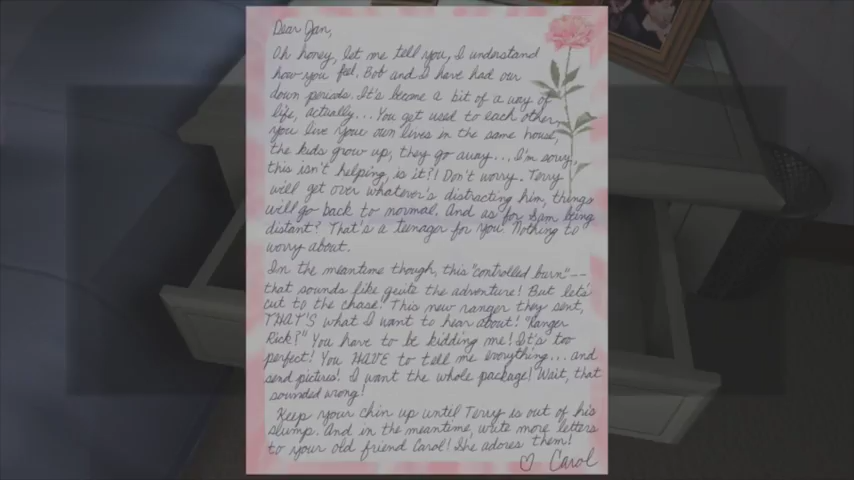 Dear Jan,
Oh honey, let me tell you, I understand
how you feel. Bob and I have had our
down periods. It's become a bit of a way of
life, actually... You get used to each other,
you live your own lives in the same house,
the kids grow up, they go away.... I'm sorry,
this isn't helping, is it?! Don't worry. Terry
will get over whatever's distracting him, things
will go back to normal. And as for Sam being
distant? That's a teenager for you! Nothing to
worry about.
In the meantime though, this "controlled burn"--
that sounds like quite the adventure! But let's
cut to the chase! This new ranger they sent,
THAT'S what I want to hear about! "Ranger
Rick?" You have to be kidding me! It's too
perfect! You HAVE to tell me everything...and
send pictures! I want the whole package! Wait, that
sounded wrong!
Keep your chin up until Terry is out of his
slump. And in the meantime, write more letters
to your old friend Carol! She adores them!
♡ Carol